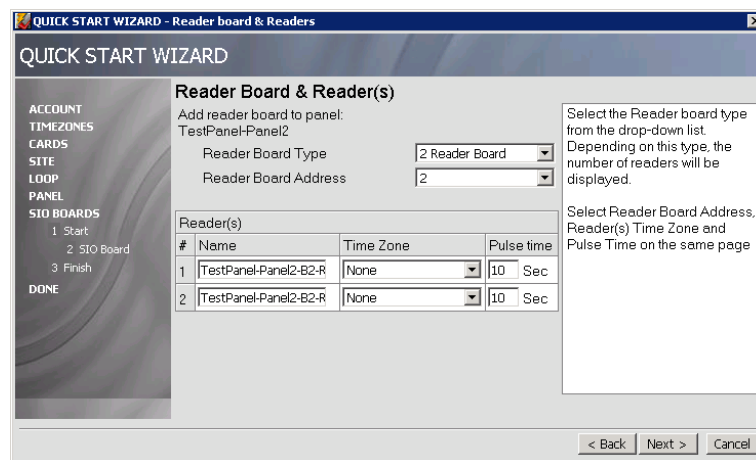 QUICK START WIZARD - Reader board & Readers
QUICK START WIZARD
ACCOUNT
TIMEZONES
CARDS
SITE
LOOP
PANEL
SIO BOARDS
1 Start
2 SIO Board
3 Finish
DONE
Reader Board & Reader(s)
Add reader board to panel:
TestPanel-Panel2
Reader Board Type 2 Reader Board
Reader Board Address 2
Reader(s)
# Name Time Zone Pulse time
1 TestPanel-Panel2-B2-R None 10 Sec
2 TestPanel-Panel2-B2-R None 10 Sec
Select the Reader board type
from the drop-down list.
Depending on this type, the
number of readers will be
displayed.
Select Reader Board Address,
Reader(s) Time Zone and
Pulse Time on the same page
< Back Next > Cancel